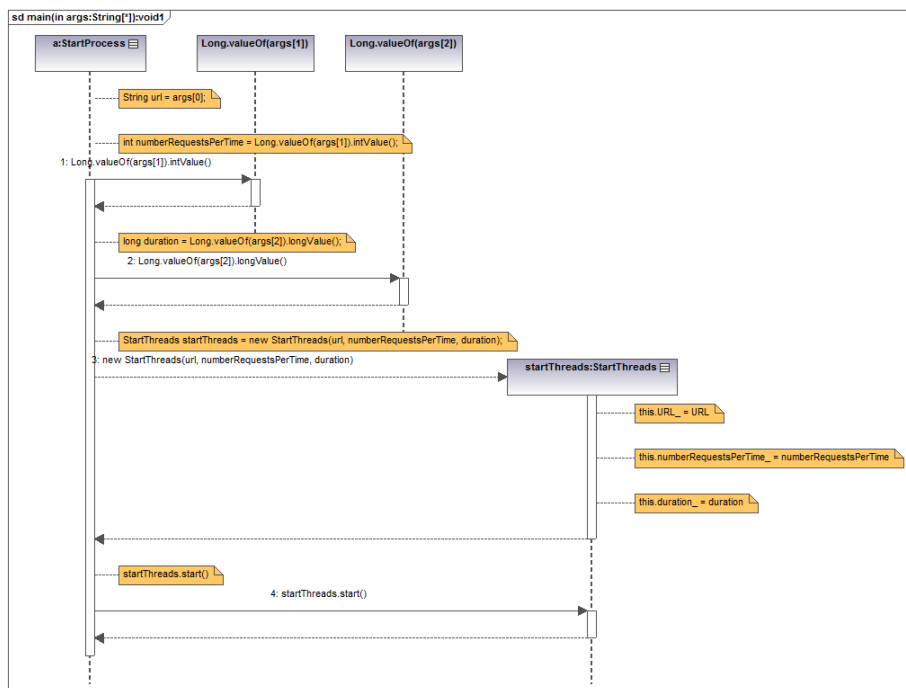 sd main(in args:String[*]):void1
a:StartProcess
Long.valueOf(args[1])
Long.valueOf(args[2])
String url = args[0];
int numberRequestsPerTime = Long.valueOf(args[1]).intValue();
1: Long.valueOf(args[1]).intValue()
long duration = Long.valueOf(args[2]).longValue();
2: Long.valueOf(args[2]).longValue()
StartThreads startThreads = new StartThreads(url, numberRequestsPerTime, duration);
3: new StartThreads(url, numberRequestsPerTime, duration)
startThreads:StartThreads
this.URL_ = URL
this.numberRequestsPerTime_ = numberRequestsPerTime
this.duration_ = duration
startThreads.start()
4: startThreads.start()